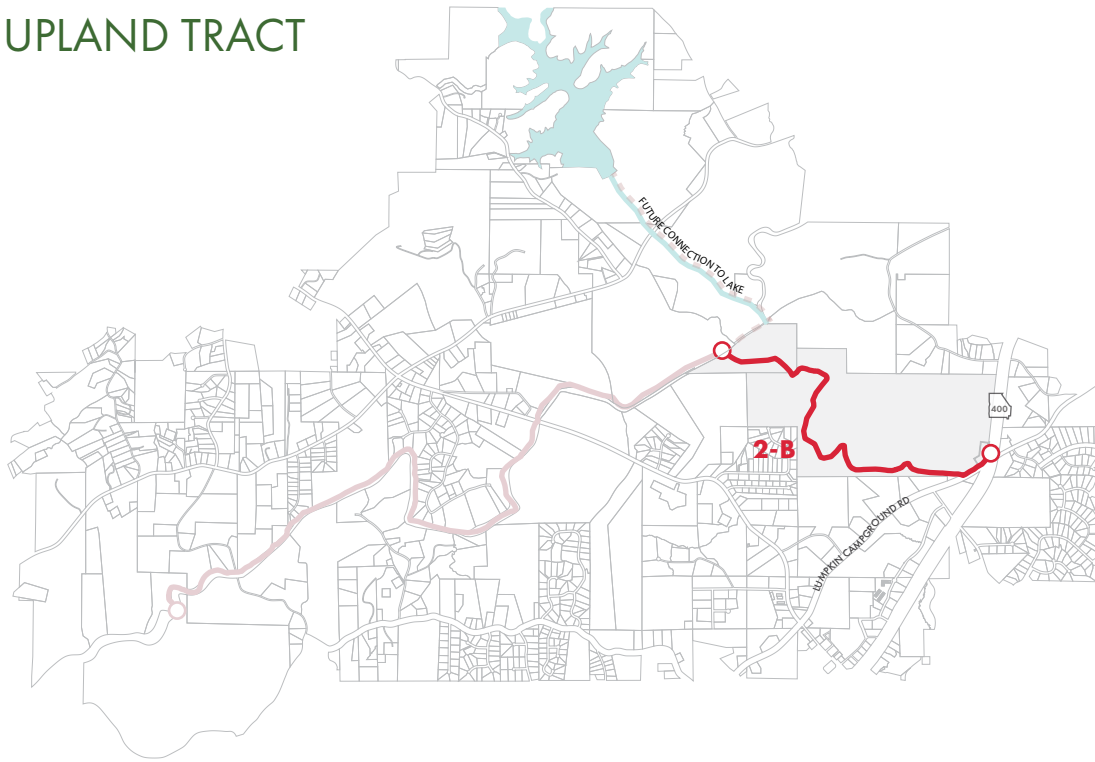 UPLAND TRACT
FUTURE CONNECTION TO LAKE
400
2-B
LUMPKIN CAMPGROUND RD